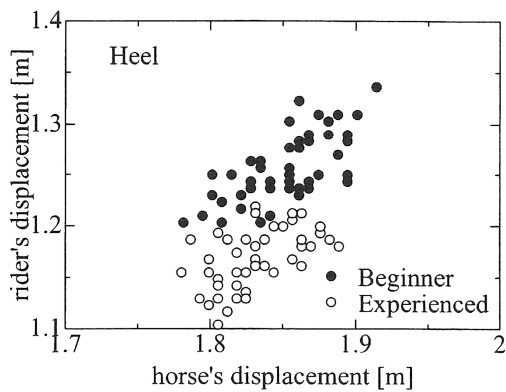 1.4
Heel
1.3
1.2
1.1
rider's displacement [m]
Beginner
Experienced
1.7
1.8
1.9
2
horse's displacement [m]